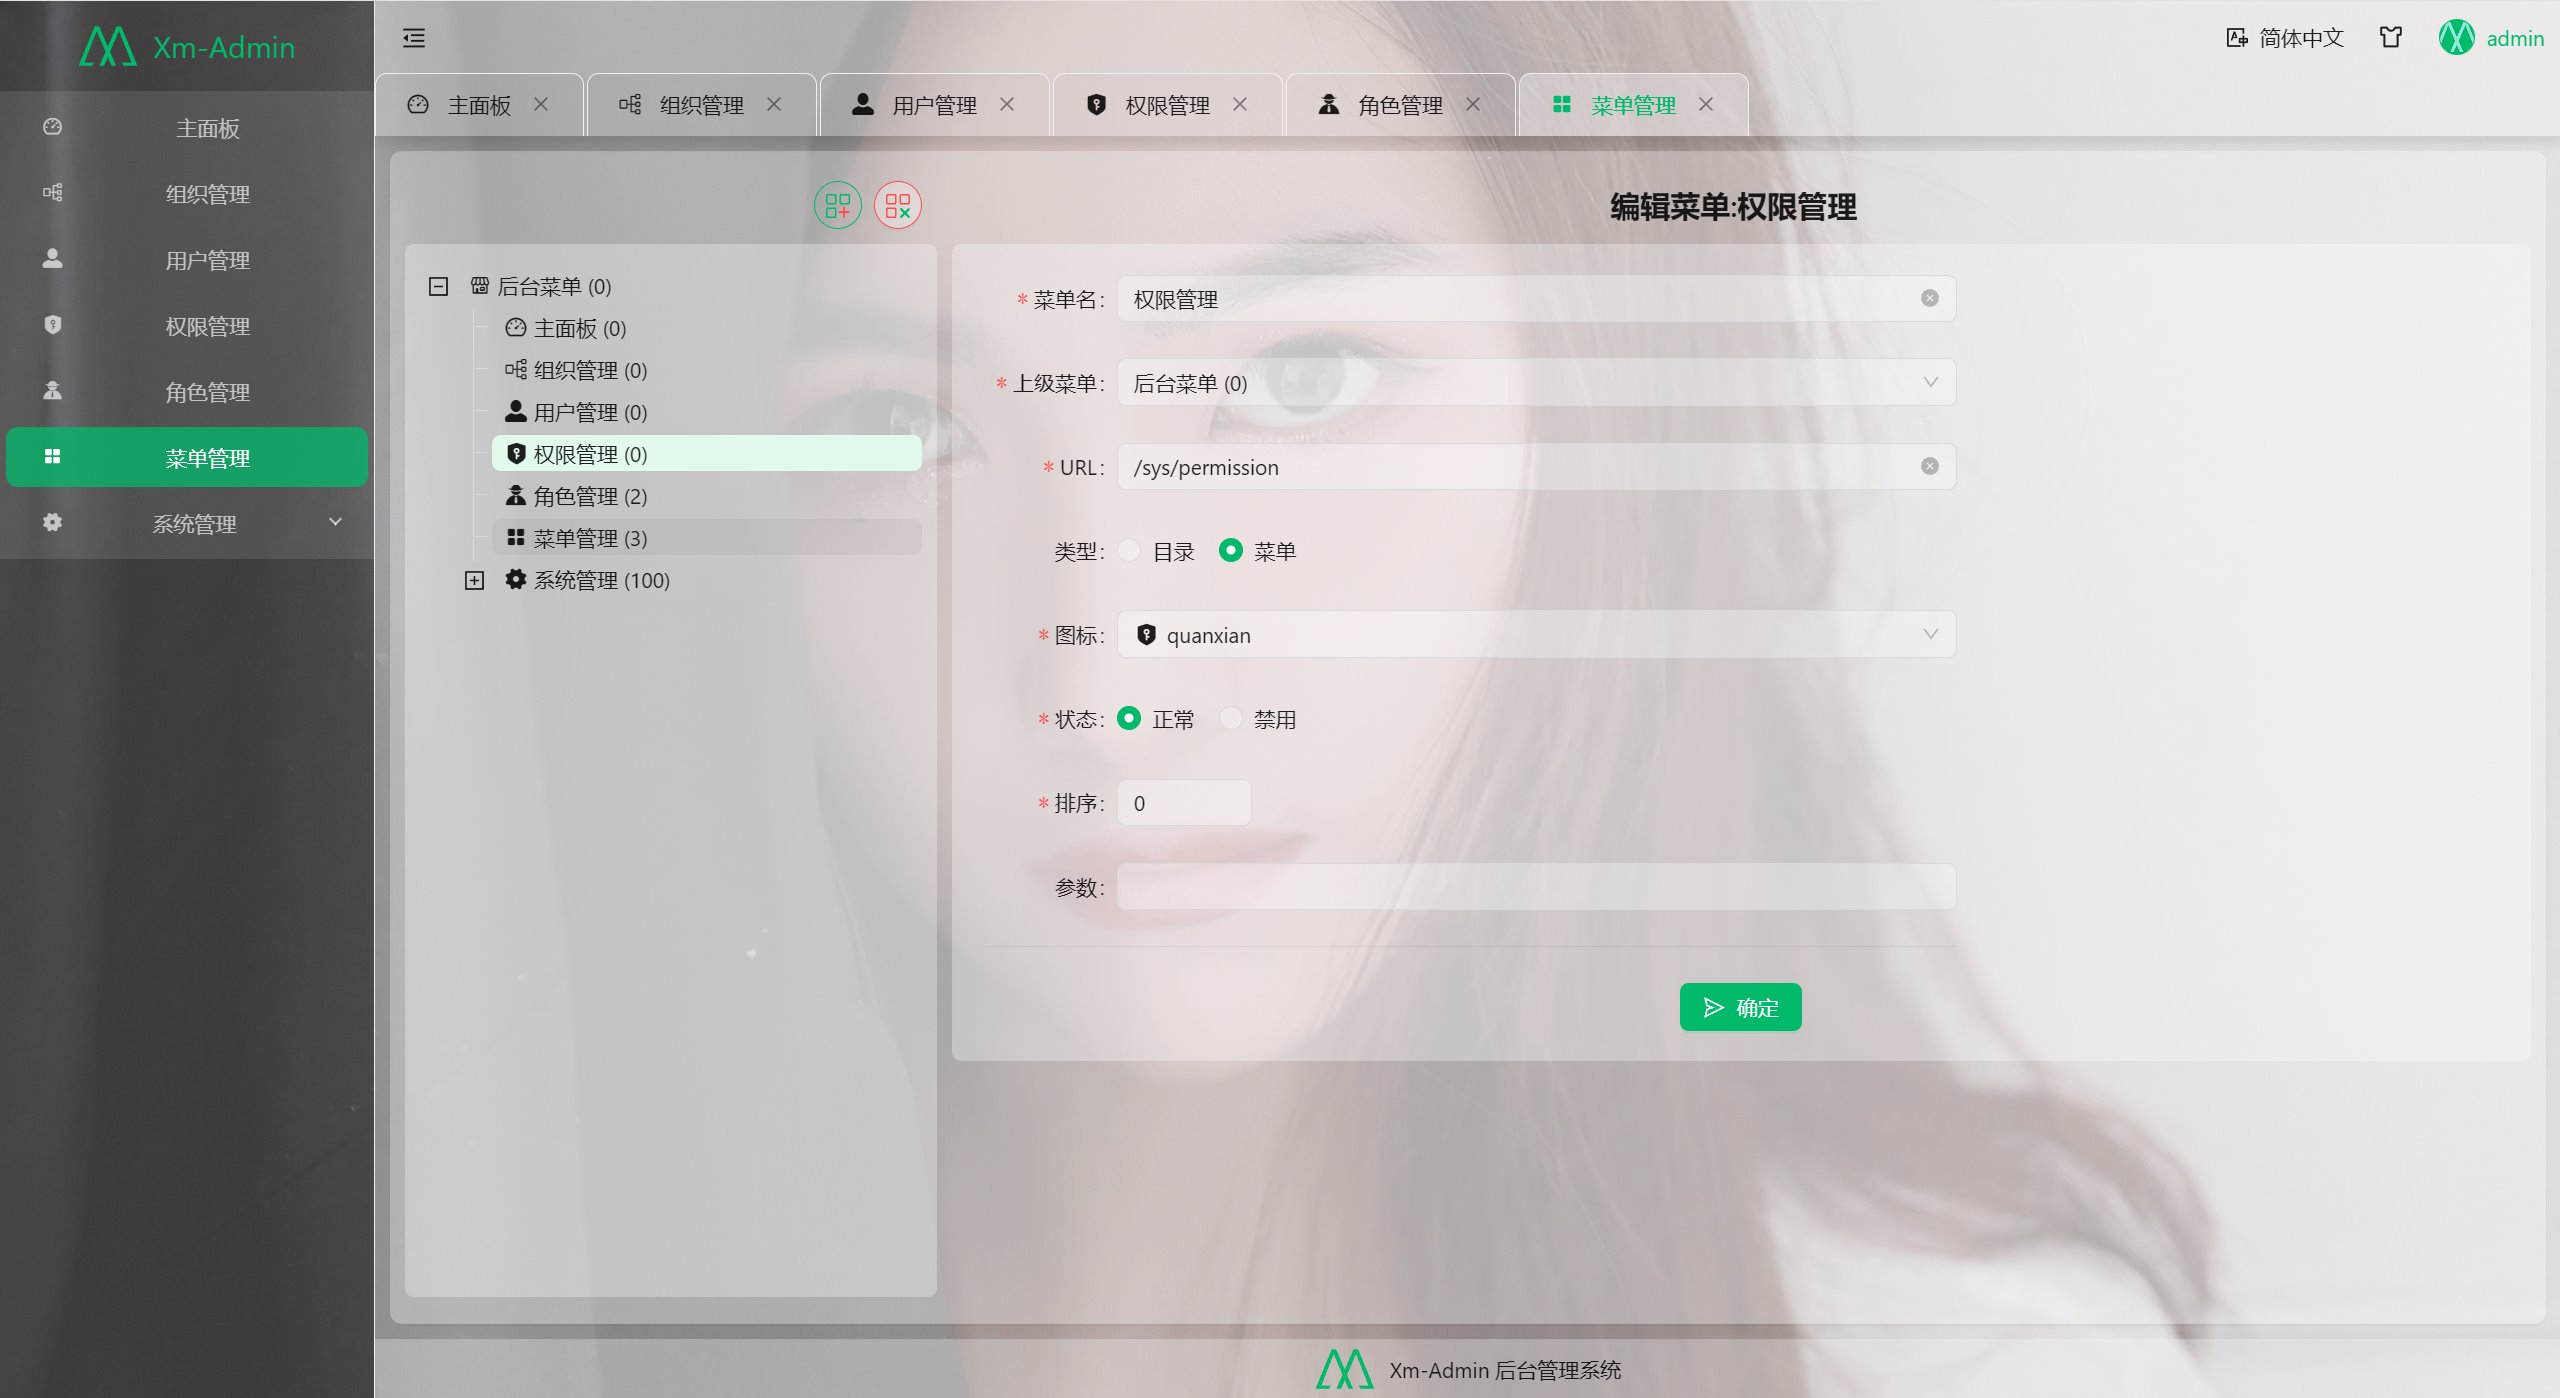 Xm-Admin
简体中文
admin
主面板
组织管理
用户管理
权限管理
角色管理
菜单管理
主面板
组织管理
用户管理
权限管理
角色管理
菜单管理
系统管理
编辑菜单:权限管理
后台菜单 (0)
主面板 (0)
组织管理 (0)
用户管理 (0)
权限管理 (0)
角色管理 (2)
菜单管理 (3)
系统管理 (100)
* 菜单名: 权限管理
* 上级菜单: 后台菜单 (0)
* URL: /sys/permission
类型: 目录 菜单
* 图标: quanxian
* 状态: 正常 禁用
* 排序: 0
参数:
确定
Xm-Admin 后台管理系统